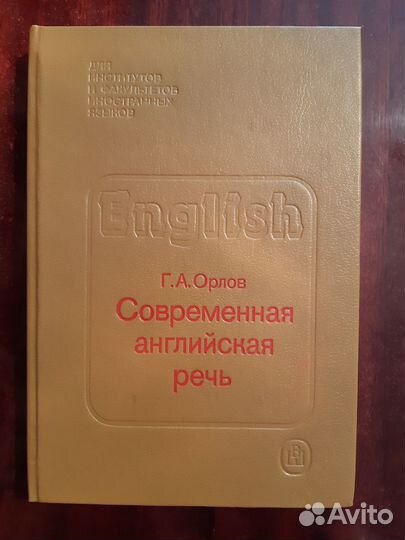 ДЛЯ
ИНСТИТУТОВ
И ФАКУЛЬТЕТОВ
ИНОСТРАННЫХ
ЯЗЫКОВ
English
Г.А.Орлов
Современная
английская
речь
Avito